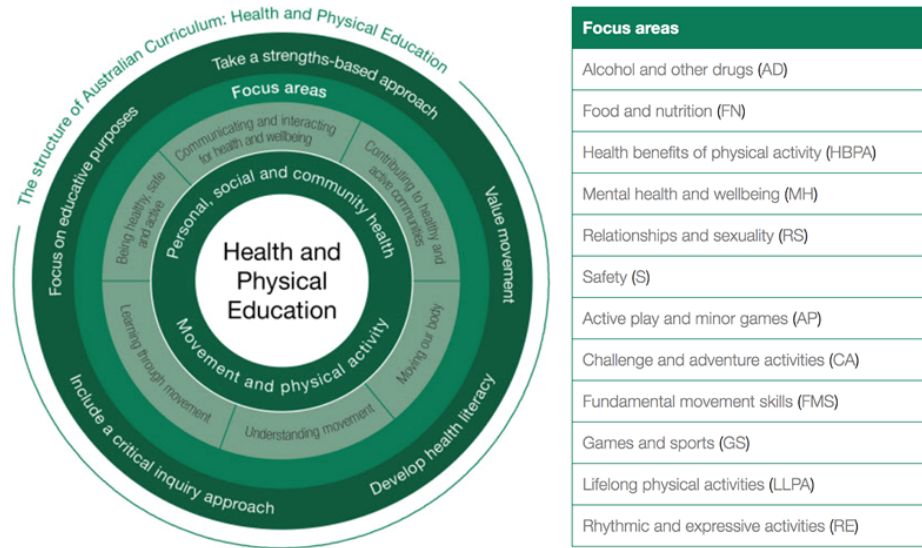 The structure of Australian Curriculum: Health and Physical Education
Focus on educative purposes
Take a strengths-based approach
Value movement
Include a critical inquiry approach
Develop health literacy
Focus areas
Being healthy, safe
and active
Communicating and interacting
for health and wellbeing
Contributing to healthy and
active communities
Learning through movement
Understanding movement
Moving our body
Personal, social and community health
Movement and physical activity
Health and
Physical
Education
Focus areas
Alcohol and other drugs (AD)
Food and nutrition (FN)
Health benefits of physical activity (HBPA)
Mental health and wellbeing (MH)
Relationships and sexuality (RS)
Safety (S)
Active play and minor games (AP)
Challenge and adventure activities (CA)
Fundamental movement skills (FMS)
Games and sports (GS)
Lifelong physical activities (LLPA)
Rhythmic and expressive activities (RE)